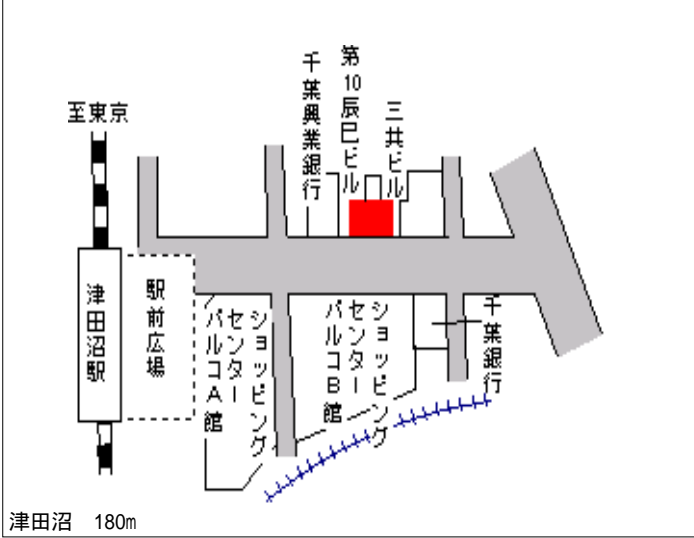 至東京
千葉興業銀行
第10辰巳ビル
三共ビル
津田沼駅
駅前広場
ショッピング
センター
パルコA館
ショッピング
センター
パルコB館
千葉銀行
津田沼 180m